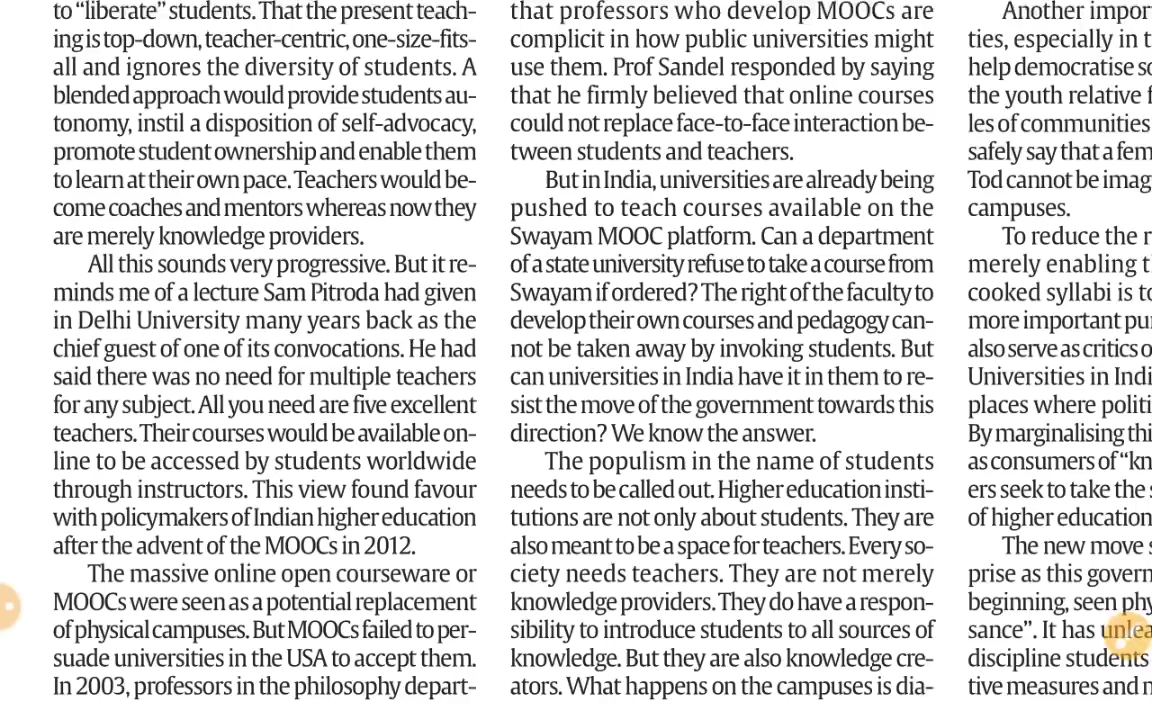 to “liberate” students. That the present teach-
ing is top-down, teacher-centric, one-size-fits-
all and ignores the diversity of students. A
blended approach would provide students au-
tonomy, instil a disposition of self-advocacy,
promote student ownership and enable them
to learn at their own pace. Teachers would be-
come coaches and mentors whereas now they
are merely knowledge providers.
All this sounds very progressive. But it re-
minds me of a lecture Sam Pitroda had given
in Delhi University many years back as the
chief guest of one of its convocations. He had
said there was no need for multiple teachers
for any subject. All you need are five excellent
teachers. Their courses would be available on-
line to be accessed by students worldwide
through instructors. This view found favour
with policymakers of Indian higher education
after the advent of the MOOCs in 2012.
The massive online open courseware or
MOOCs were seen as a potential replacement
of physical campuses. But MOOCs failed to per-
suade universities in the USA to accept them.
In 2003, professors in the philosophy depart-
that professors who develop MOOCs are
complicit in how public universities might
use them. Prof Sandel responded by saying
that he firmly believed that online courses
could not replace face-to-face interaction be-
tween students and teachers.
But in India, universities are already being
pushed to teach courses available on the
Swayam MOOC platform. Can a department
of a state university refuse to take a course from
Swayam if ordered? The right of the faculty to
develop their own courses and pedagogy can-
not be taken away by invoking students. But
can universities in India have it in them to re-
sist the move of the government towards this
direction? We know the answer.
The populism in the name of students
needs to be called out. Higher education insti-
tutions are not only about students. They are
also meant to be a space for teachers. Every so-
ciety needs teachers. They are not merely
knowledge providers. They do have a respon-
sibility to introduce students to all sources of
knowledge. But they are also knowledge cre-
ators. What happens on the campuses is dia-
Another impor
ties, especially in t
help democratise so
the youth relative f
les of communities
safely say that a fem
Tod cannot be imag
campuses.
To reduce the r
merely enabling t
cooked syllabi is to
more important pu
also serve as critics o
Universities in Indi
places where politi
By marginalising thi
as consumers of “kn
ers seek to take the s
of higher education
The new move s
prise as this govern
beginning, seen phy
sance”. It has unlea
discipline students
tive measures and